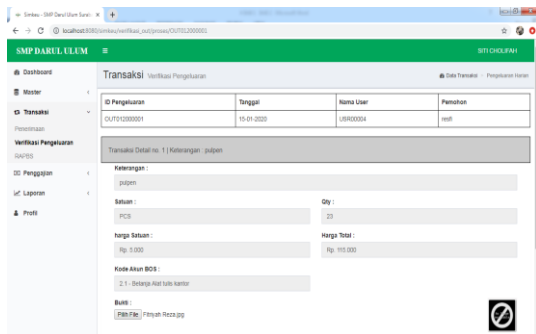 Simkeu - SMP Darul Ulum Surab
localhost:8080/simkeu/verifikasi_out/proses/OUT012000001
SMP DARUL ULUM
SITI CHOLIFAH
Dashboard
Master
Transaksi
Penerimaan
Verifikasi Pengeluaran
RAPBS
Penggajian
Laporan
Profil
Transaksi Verifikasi Pengeluaran
Data Transaksi - Pengeluaran Harian
ID Pengeluaran Tanggal Nama User Pemohon
OUT012000001 15-01-2020 USR00004
Transaksi Detail no. 1 | Keterangan : pulpen
Keterangan :
pulpen
Satuan : Qty :
PCS 23
harga Satuan : Harga Total :
Rp. 5.000 Rp. 115.000
Kode Akun BOS :
2.1 - Belanja Alat tulis kantor
Bukti :
Pilih File Fitriyah Reza.jpg